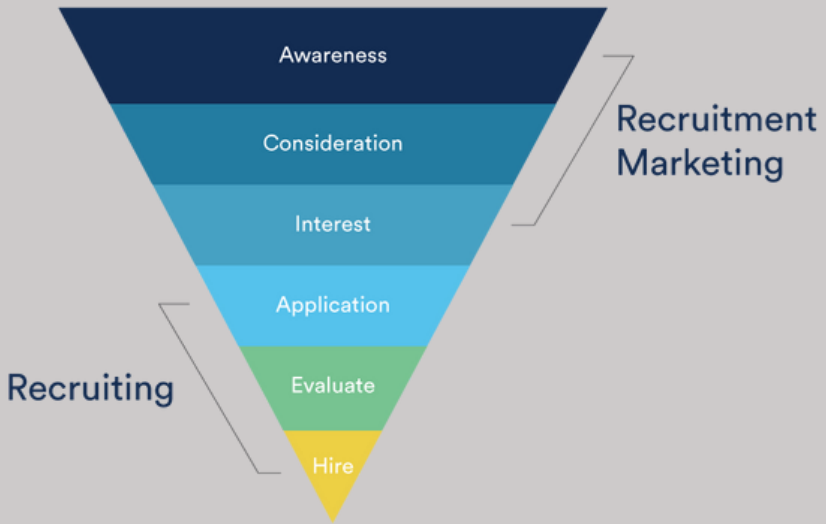 Awareness
Consideration
Interest
Application
Evaluate
Hire
Recruitment
Marketing
Recruiting